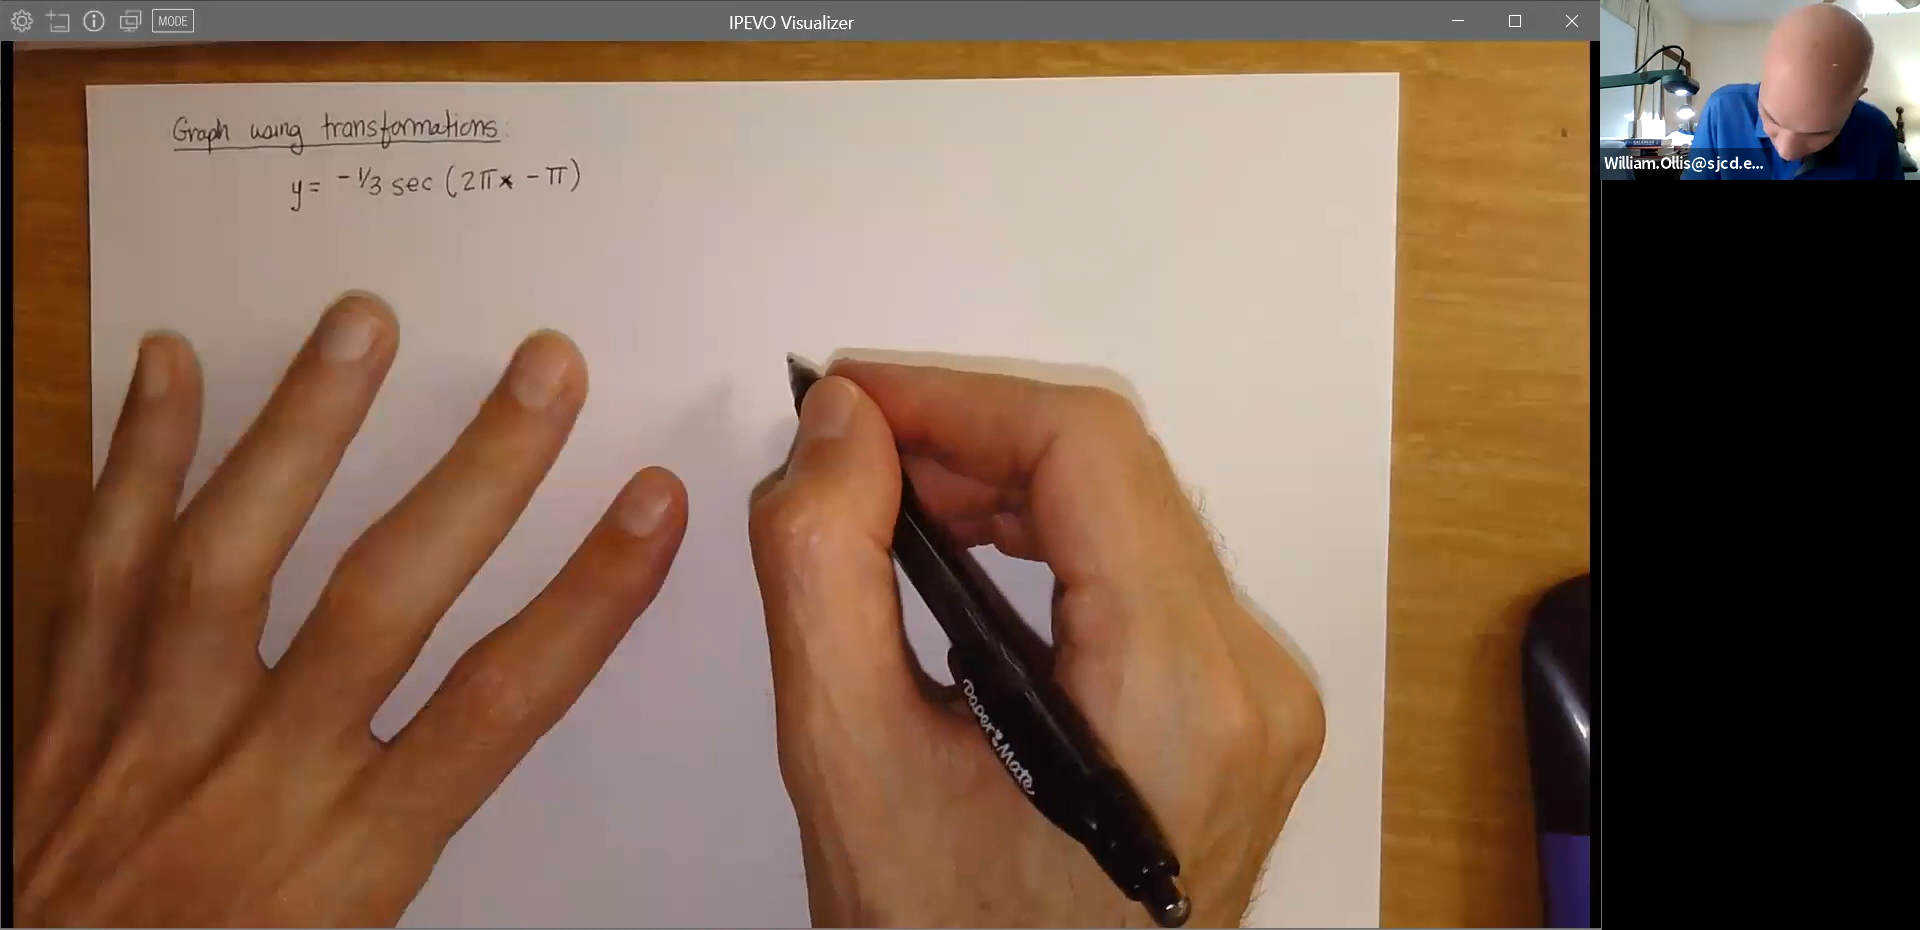 MODE
IPEVO Visualizer
Graph using transformations:
y = -1/3 sec (2πx - π)
Paper Mate
William.Ollis@sjcd.e...